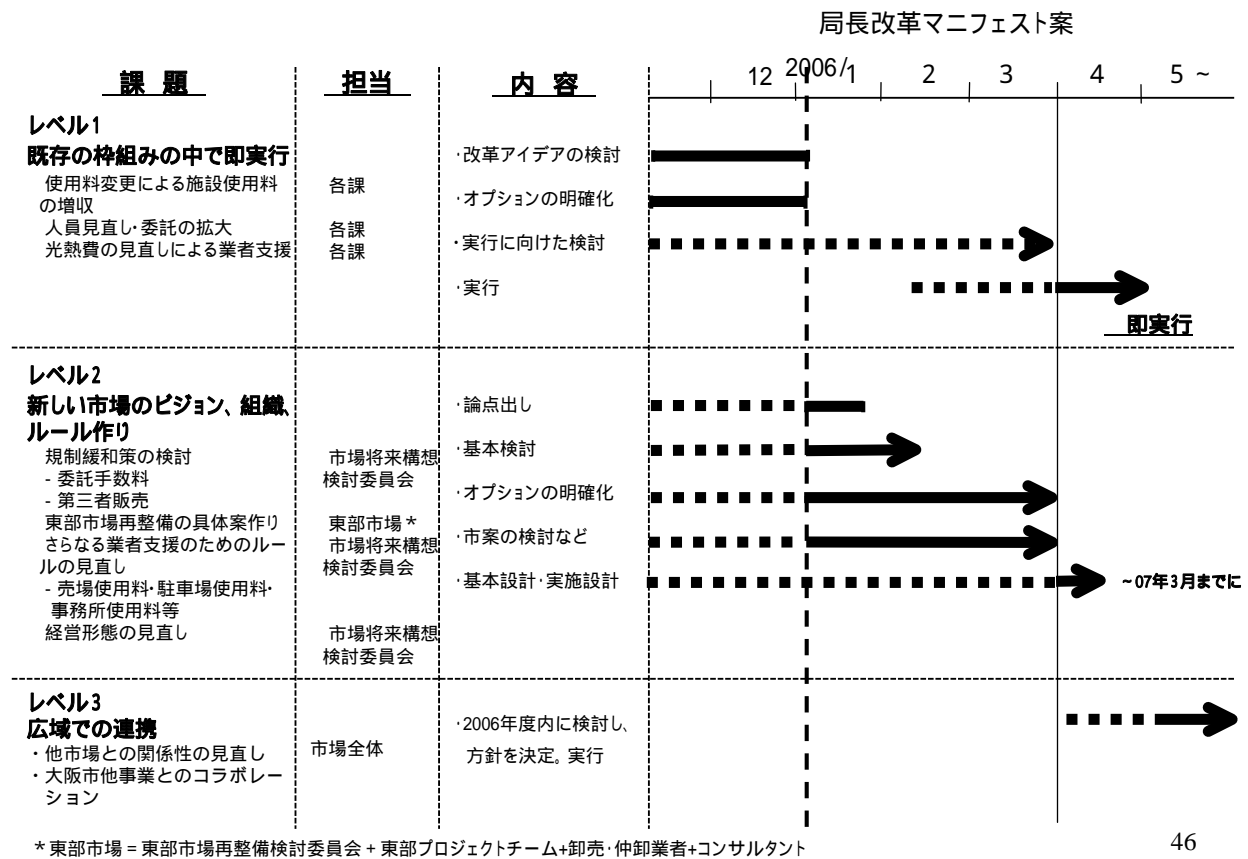 局長改革マニフェスト案
課 題
担当
内 容
12 2006/1 2 3 4 5 ~
レベル1
既存の枠組みの中で即実行
使用料変更による施設使用料
の増収
人員見直し・委託の拡大
光熱費の見直しによる業者支援
各課
各課
各課
・改革アイデアの検討
・オプションの明確化
・実行に向けた検討
・実行
即実行
レベル2
新しい市場のビジョン、組織、
ルール作り
規制緩和策の検討
- 委託手数料
- 第三者販売
東部市場再整備の具体案作り
さらなる業者支援のためのルー
ルの見直し
- 売場使用料・駐車場使用料・
事務所使用料等
経営形態の見直し
市場将来構想
検討委員会
東部市場*
市場将来構想
検討委員会
市場将来構想
検討委員会
・論点出し
・基本検討
・オプションの明確化
・市案の検討など
・基本設計・実施設計
~07年3月までに
レベル3
広域での連携
・他市場との関係性の見直し
・大阪市他事業とのコラボレー
ション
市場全体
・2006年度内に検討し、
方針を決定。実行
*東部市場 = 東部市場再整備検討委員会 + 東部プロジェクトチーム+卸売・仲卸業者+コンサルタント
46